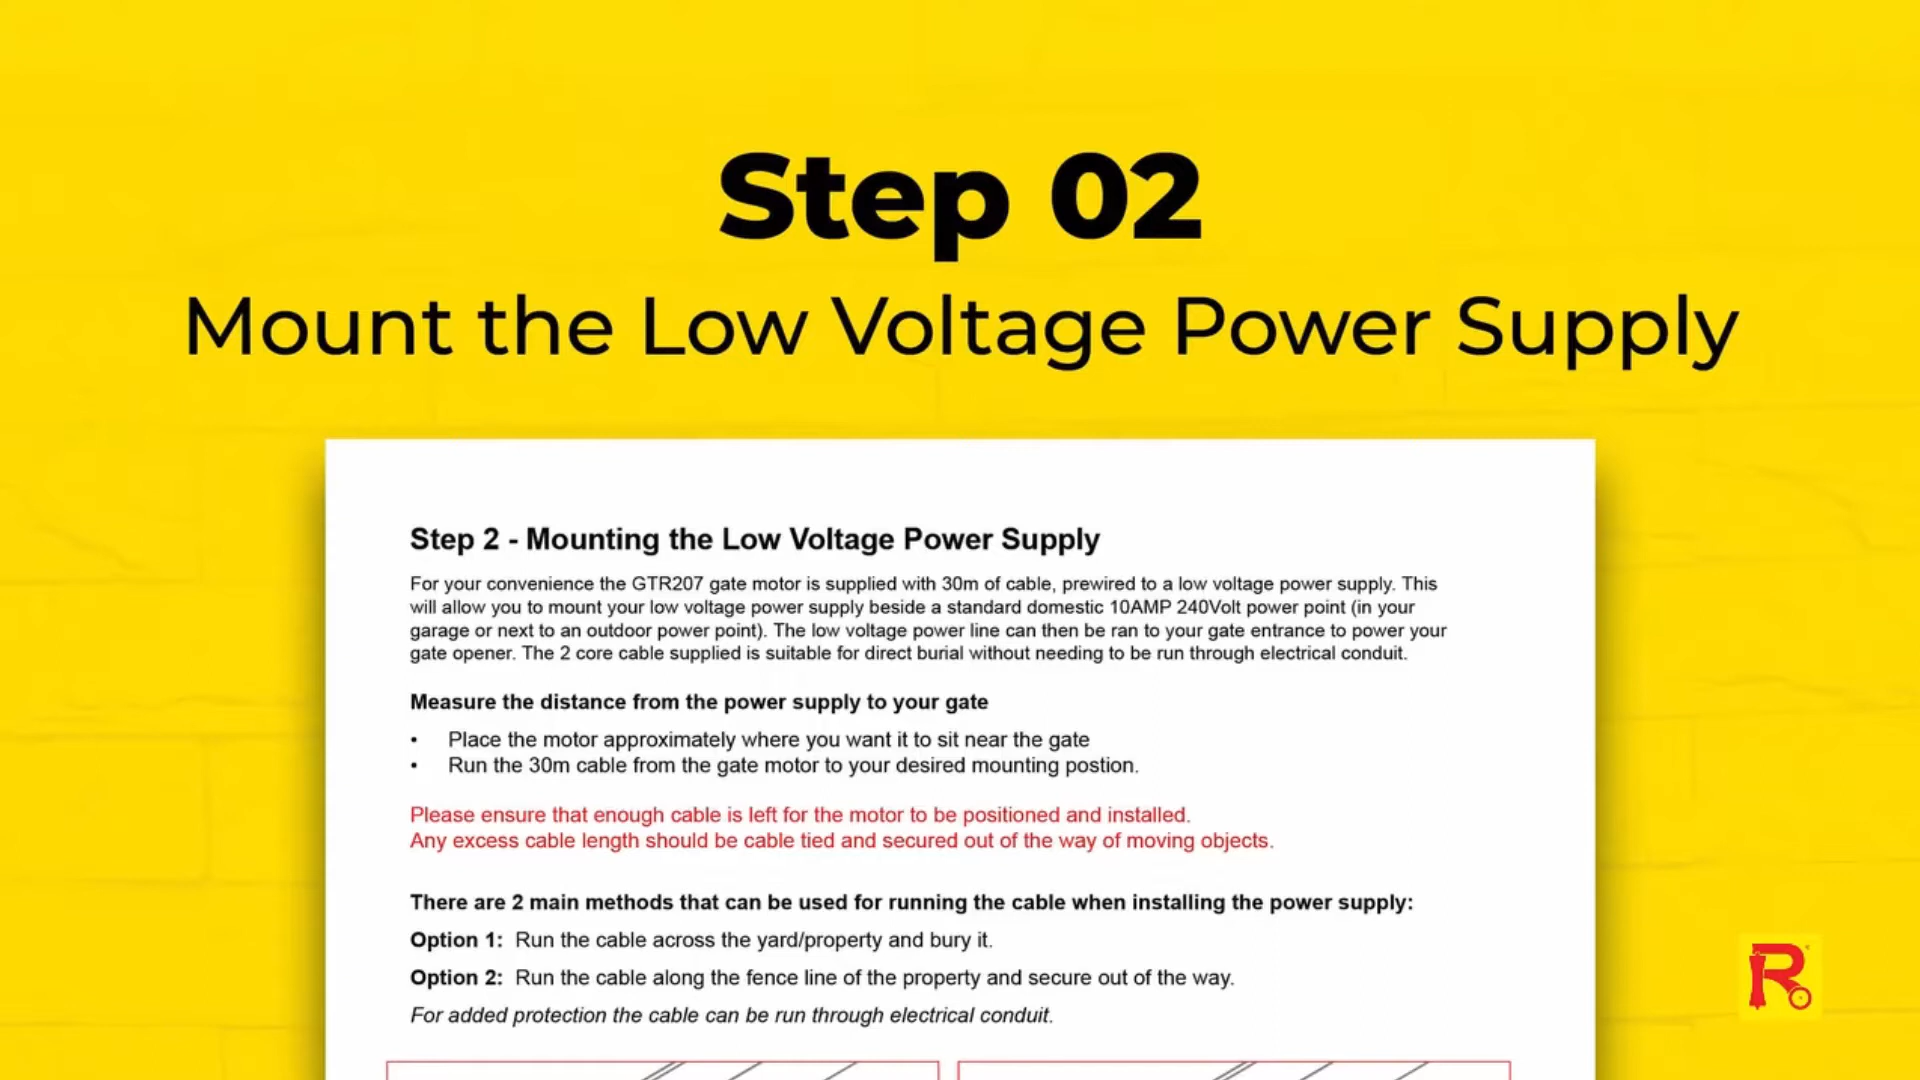 Step 02
Mount the Low Voltage Power Supply
Step 2 - Mounting the Low Voltage Power Supply
For your convenience the GTR207 gate motor is supplied with 30m of cable, prewired to a low voltage power supply. This
will allow you to mount your low voltage power supply beside a standard domestic 10AMP 240Volt power point (in your
garage or next to an outdoor power point). The low voltage power line can then be ran to your gate entrance to power your
gate opener. The 2 core cable supplied is suitable for direct burial without needing to be run through electrical conduit.
Measure the distance from the power supply to your gate
• Place the motor approximately where you want it to sit near the gate
• Run the 30m cable from the gate motor to your desired mounting postion.
Please ensure that enough cable is left for the motor to be positioned and installed.
Any excess cable length should be cable tied and secured out of the way of moving objects.
There are 2 main methods that can be used for running the cable when installing the power supply:
Option 1: Run the cable across the yard/property and bury it.
Option 2: Run the cable along the fence line of the property and secure out of the way.
For added protection the cable can be run through electrical conduit.
R